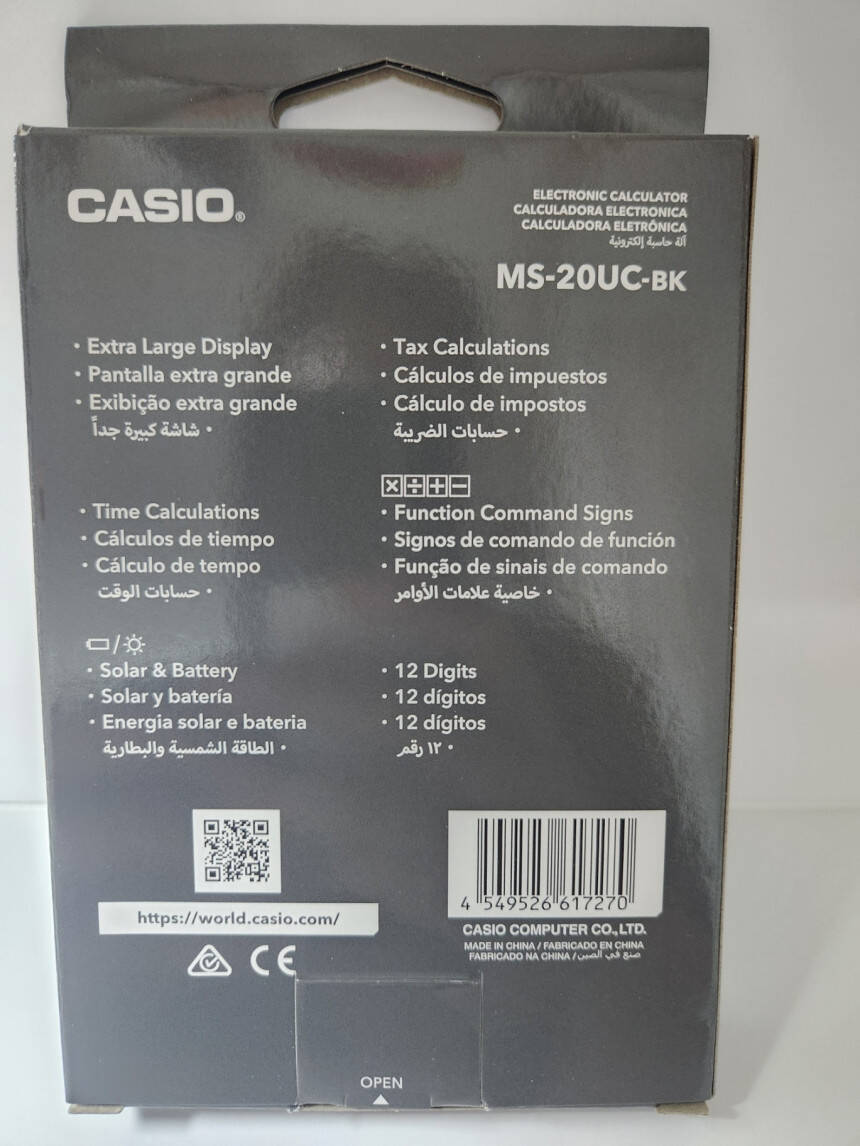 CASIO®
ELECTRONIC CALCULATOR
CALCULADORA ELECTRONICA
CALCULADORA ELETRÔNICA
آلة حاسبة إلكترونية
MS-20UC-BK
· Extra Large Display
· Pantalla extra grande
· Exibição extra grande
· شاشة كبيرة جداً
· Tax Calculations
· Cálculos de impuestos
· Cálculo de impostos
· حسابات الضريبة
· Time Calculations
· Cálculos de tiempo
· Cálculo de tempo
· حسابات الوقت
× ÷ + −
· Function Command Signs
· Signos de comando de función
· Função de sinais de comando
· خاصية علامات الأوامر
/
· Solar & Battery
· Solar y batería
· Energia solar e bateria
· الطاقة الشمسية والبطارية
· 12 Digits
· 12 dígitos
· 12 dígitos
· ١٢ رقم
https://world.casio.com/
CE
4 549526 617270
CASIO COMPUTER CO.,LTD.
MADE IN CHINA / FABRICADO EN CHINA
FABRICADO NA CHINA / صنع في الصين
OPEN